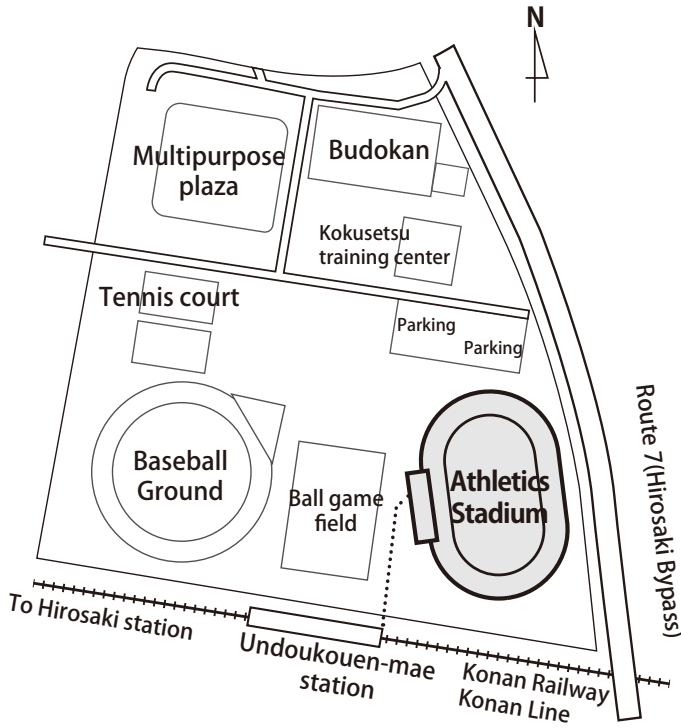 N
Multipurpose
plaza
Budokan
Kokusetsu
training center
Tennis court
Parking
Parking
Baseball
Ground
Ball game
field
Athletics
Stadium
Route 7(Hirosaki Bypass)
To Hirosaki station
Undoukouen-mae
station
Konan Railway
Konan Line